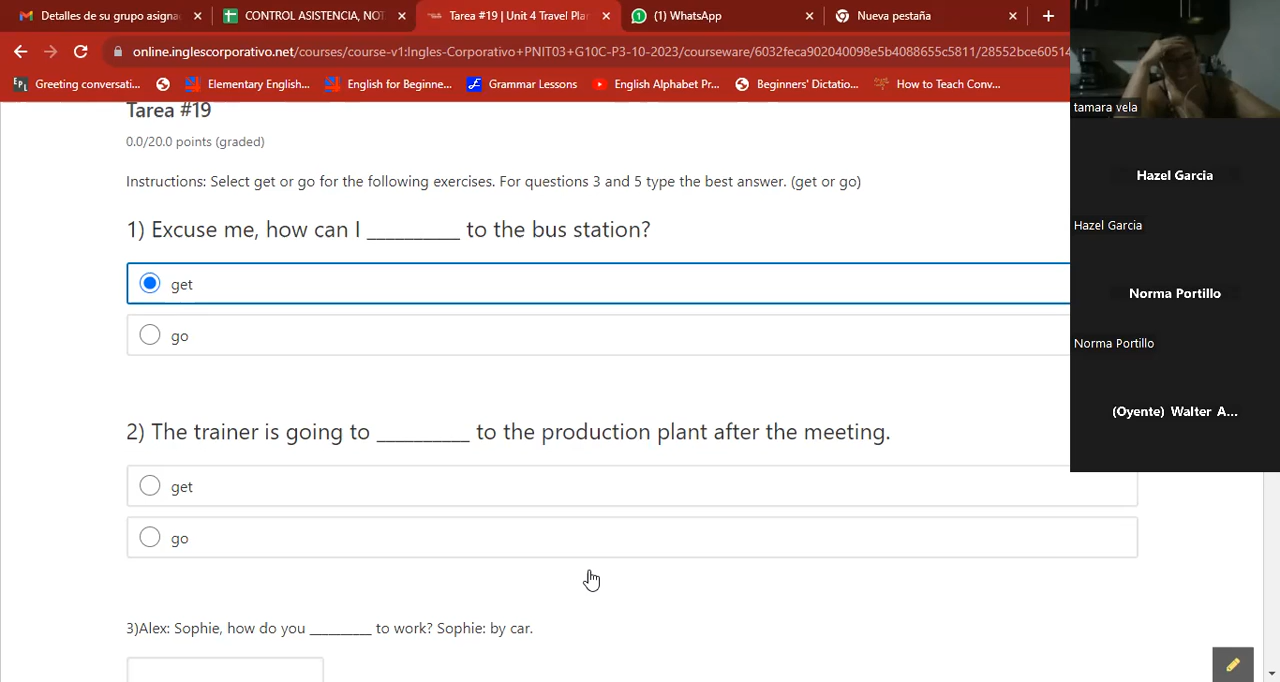 Detalles de su grupo asigna
CONTROL ASISTENCIA, NOT
Tarea #19 | Unit 4 Travel Plan
(1) WhatsApp
Nueva pestaña
online.inglescorporativo.net/courses/course-v1:Ingles-Corporativo+PNIT03+G10C-P3-10-2023/courseware/6032feca902040098e5b4088655c5811/28552bce60514
Greeting conversati...
Elementary English...
English for Beginne...
Grammar Lessons
English Alphabet Pr...
Beginners' Dictatio...
How to Teach Conv...
tamara vela
Hazel Garcia
Hazel Garcia
Norma Portillo
Norma Portillo
(Oyente) Walter A...
Tarea #19
0.0/20.0 points (graded)
Instructions: Select get or go for the following exercises. For questions 3 and 5 type the best answer. (get or go)
1) Excuse me, how can I _________ to the bus station?
get
go
2) The trainer is going to _________ to the production plant after the meeting.
get
go
3)Alex: Sophie, how do you _________ to work? Sophie: by car.